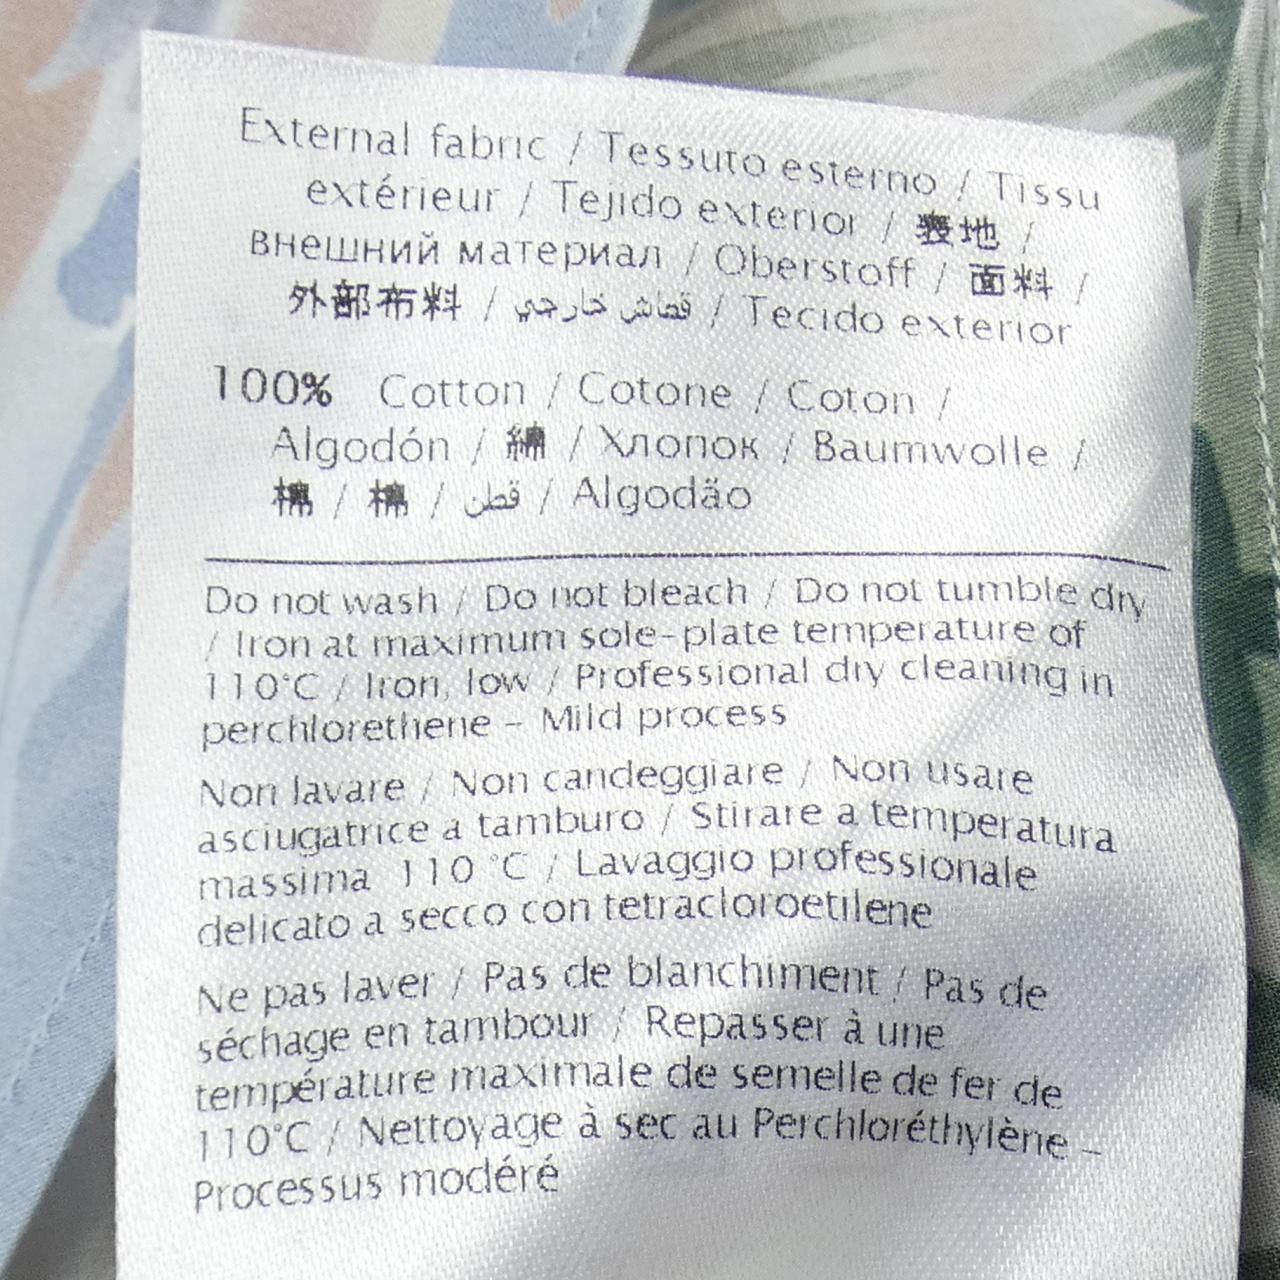 External fabric / Tessuto esterno / Tissu
extérieur / Tejido exterior / 表地 /
внешний материал / Oberstoff / 面料 /
外部布料 / قماش خارجي / Tecido exterior
100% Cotton / Cotone / Coton /
Algodón / 綿 / Хлопок / Baumwolle /
棉 / 棉 / قطن / Algodäo
Do not wash / Do not bleach / Do not tumble dry
/ Iron at maximum sole-plate temperature of
110°C / Iron, low / Professional dry cleaning in
perchlorethene - Mild process
Non lavare / Non candeggiare / Non usare
asciugatrice a tamburo / Stirare a temperatura
massima 110 °C / Lavaggio professionale
delicato a secco con tetracloroetilene
Ne pas laver / Pas de blanchiment / Pas de
séchage en tambour / Repasser à une
température maximale de semelle de fer de
110°C / Nettoyage à sec au Perchloréthylène -
Processus modéré